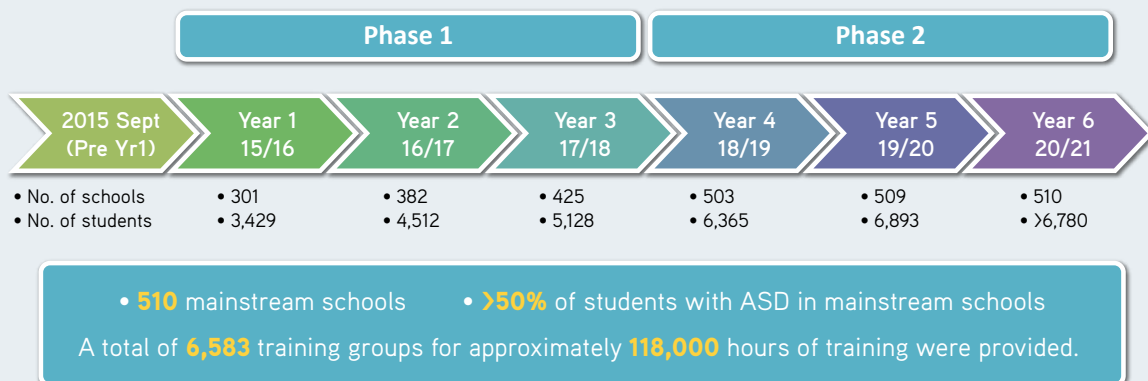 Phase 1
Phase 2
2015 Sept
(Pre Yr1)
Year 1
15/16
Year 2
16/17
Year 3
17/18
Year 4
18/19
Year 5
19/20
Year 6
20/21
• No. of schools • 301 • 382 • 425 • 503 • 509 • 510
• No. of students • 3,429 • 4,512 • 5,128 • 6,365 • 6,893 • >6,780
• 510 mainstream schools • >50% of students with ASD in mainstream schools
A total of 6,583 training groups for approximately 118,000 hours of training were provided.